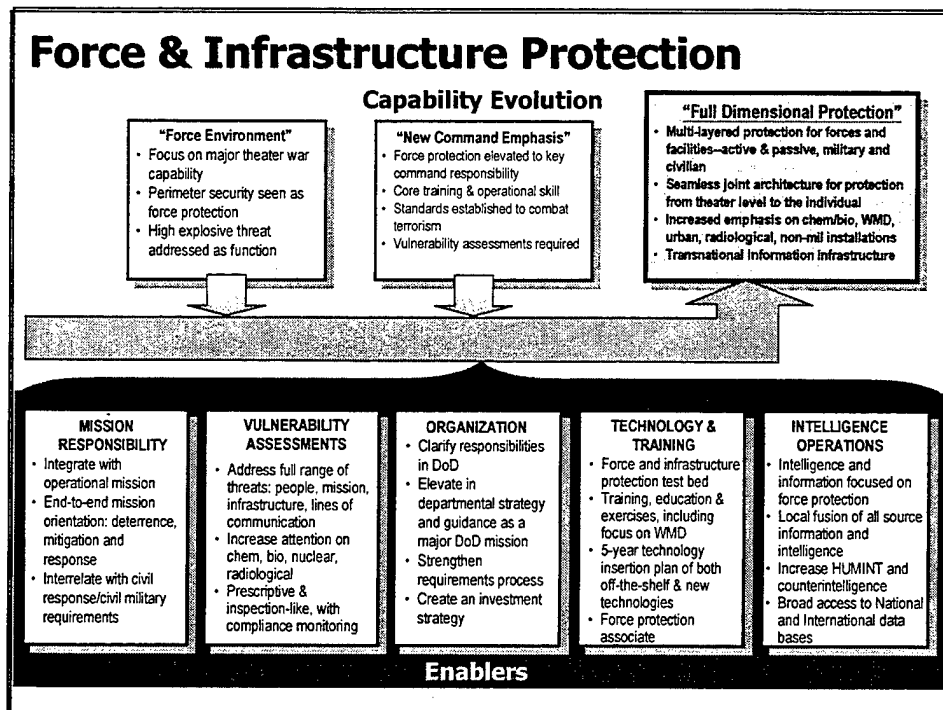 Force & Infrastructure Protection
Capability Evolution
"Force Environment"
• Focus on major theater war
capability
• Perimeter security seen as
force protection
• High explosive threat
addressed as function
"New Command Emphasis"
• Force protection elevated to key
command responsibility
• Core training & operational skill
• Standards established to combat
terrorism
• Vulnerability assessments required
"Full Dimensional Protection"
• Multi-layered protection for forces and
facilities--active & passive, military and
civilian
• Seamless joint architecture for protection
from theater level to the individual
• Increased emphasis on chem/bio, WMD,
urban, radiological, non-mil installations
• Transnational Information Infrastructure
MISSION
RESPONSIBILITY
• Integrate with
operational mission
• End-to-end mission
orientation: deterrence,
mitigation and
response
• Interrelate with civil
response/civil military
requirements
VULNERABILITY
ASSESSMENTS
• Address full range of
threats: people, mission,
infrastructure, lines of
communication
• Increase attention on
chem, bio, nuclear,
radiological
• Prescriptive &
inspection-like, with
compliance monitoring
ORGANIZATION
• Clarify responsibilities
in DoD
• Elevate in
departmental strategy
and guidance as a
major DoD mission
• Strengthen
requirements process
• Create an investment
strategy
TECHNOLOGY &
TRAINING
• Force and infrastructure
protection test bed
• Training, education &
exercises, including
focus on WMD
• 5-year technology
insertion plan of both
off-the-shelf & new
technologies
• Force protection
associate
INTELLIGENCE
OPERATIONS
• Intelligence and
information focused on
force protection
• Local fusion of all source
information and
intelligence
• Increase HUMINT and
counterintelligence
• Broad access to National
and International data
bases
Enablers